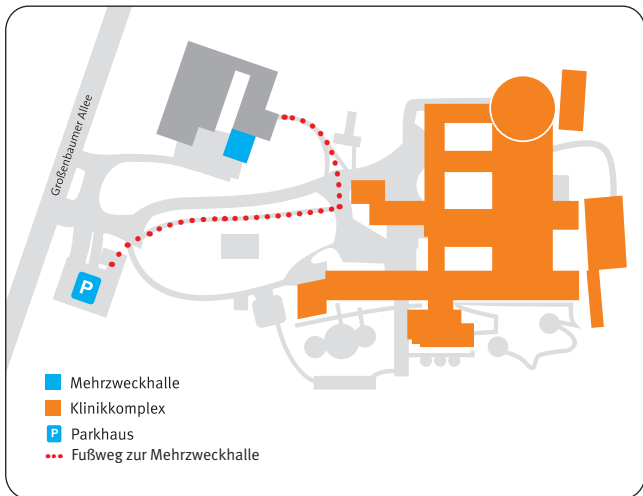 Großenbaumer Allee
P
Mehrzweckhalle
Klinikkomplex
P Parkhaus
Fußweg zur Mehrzweckhalle